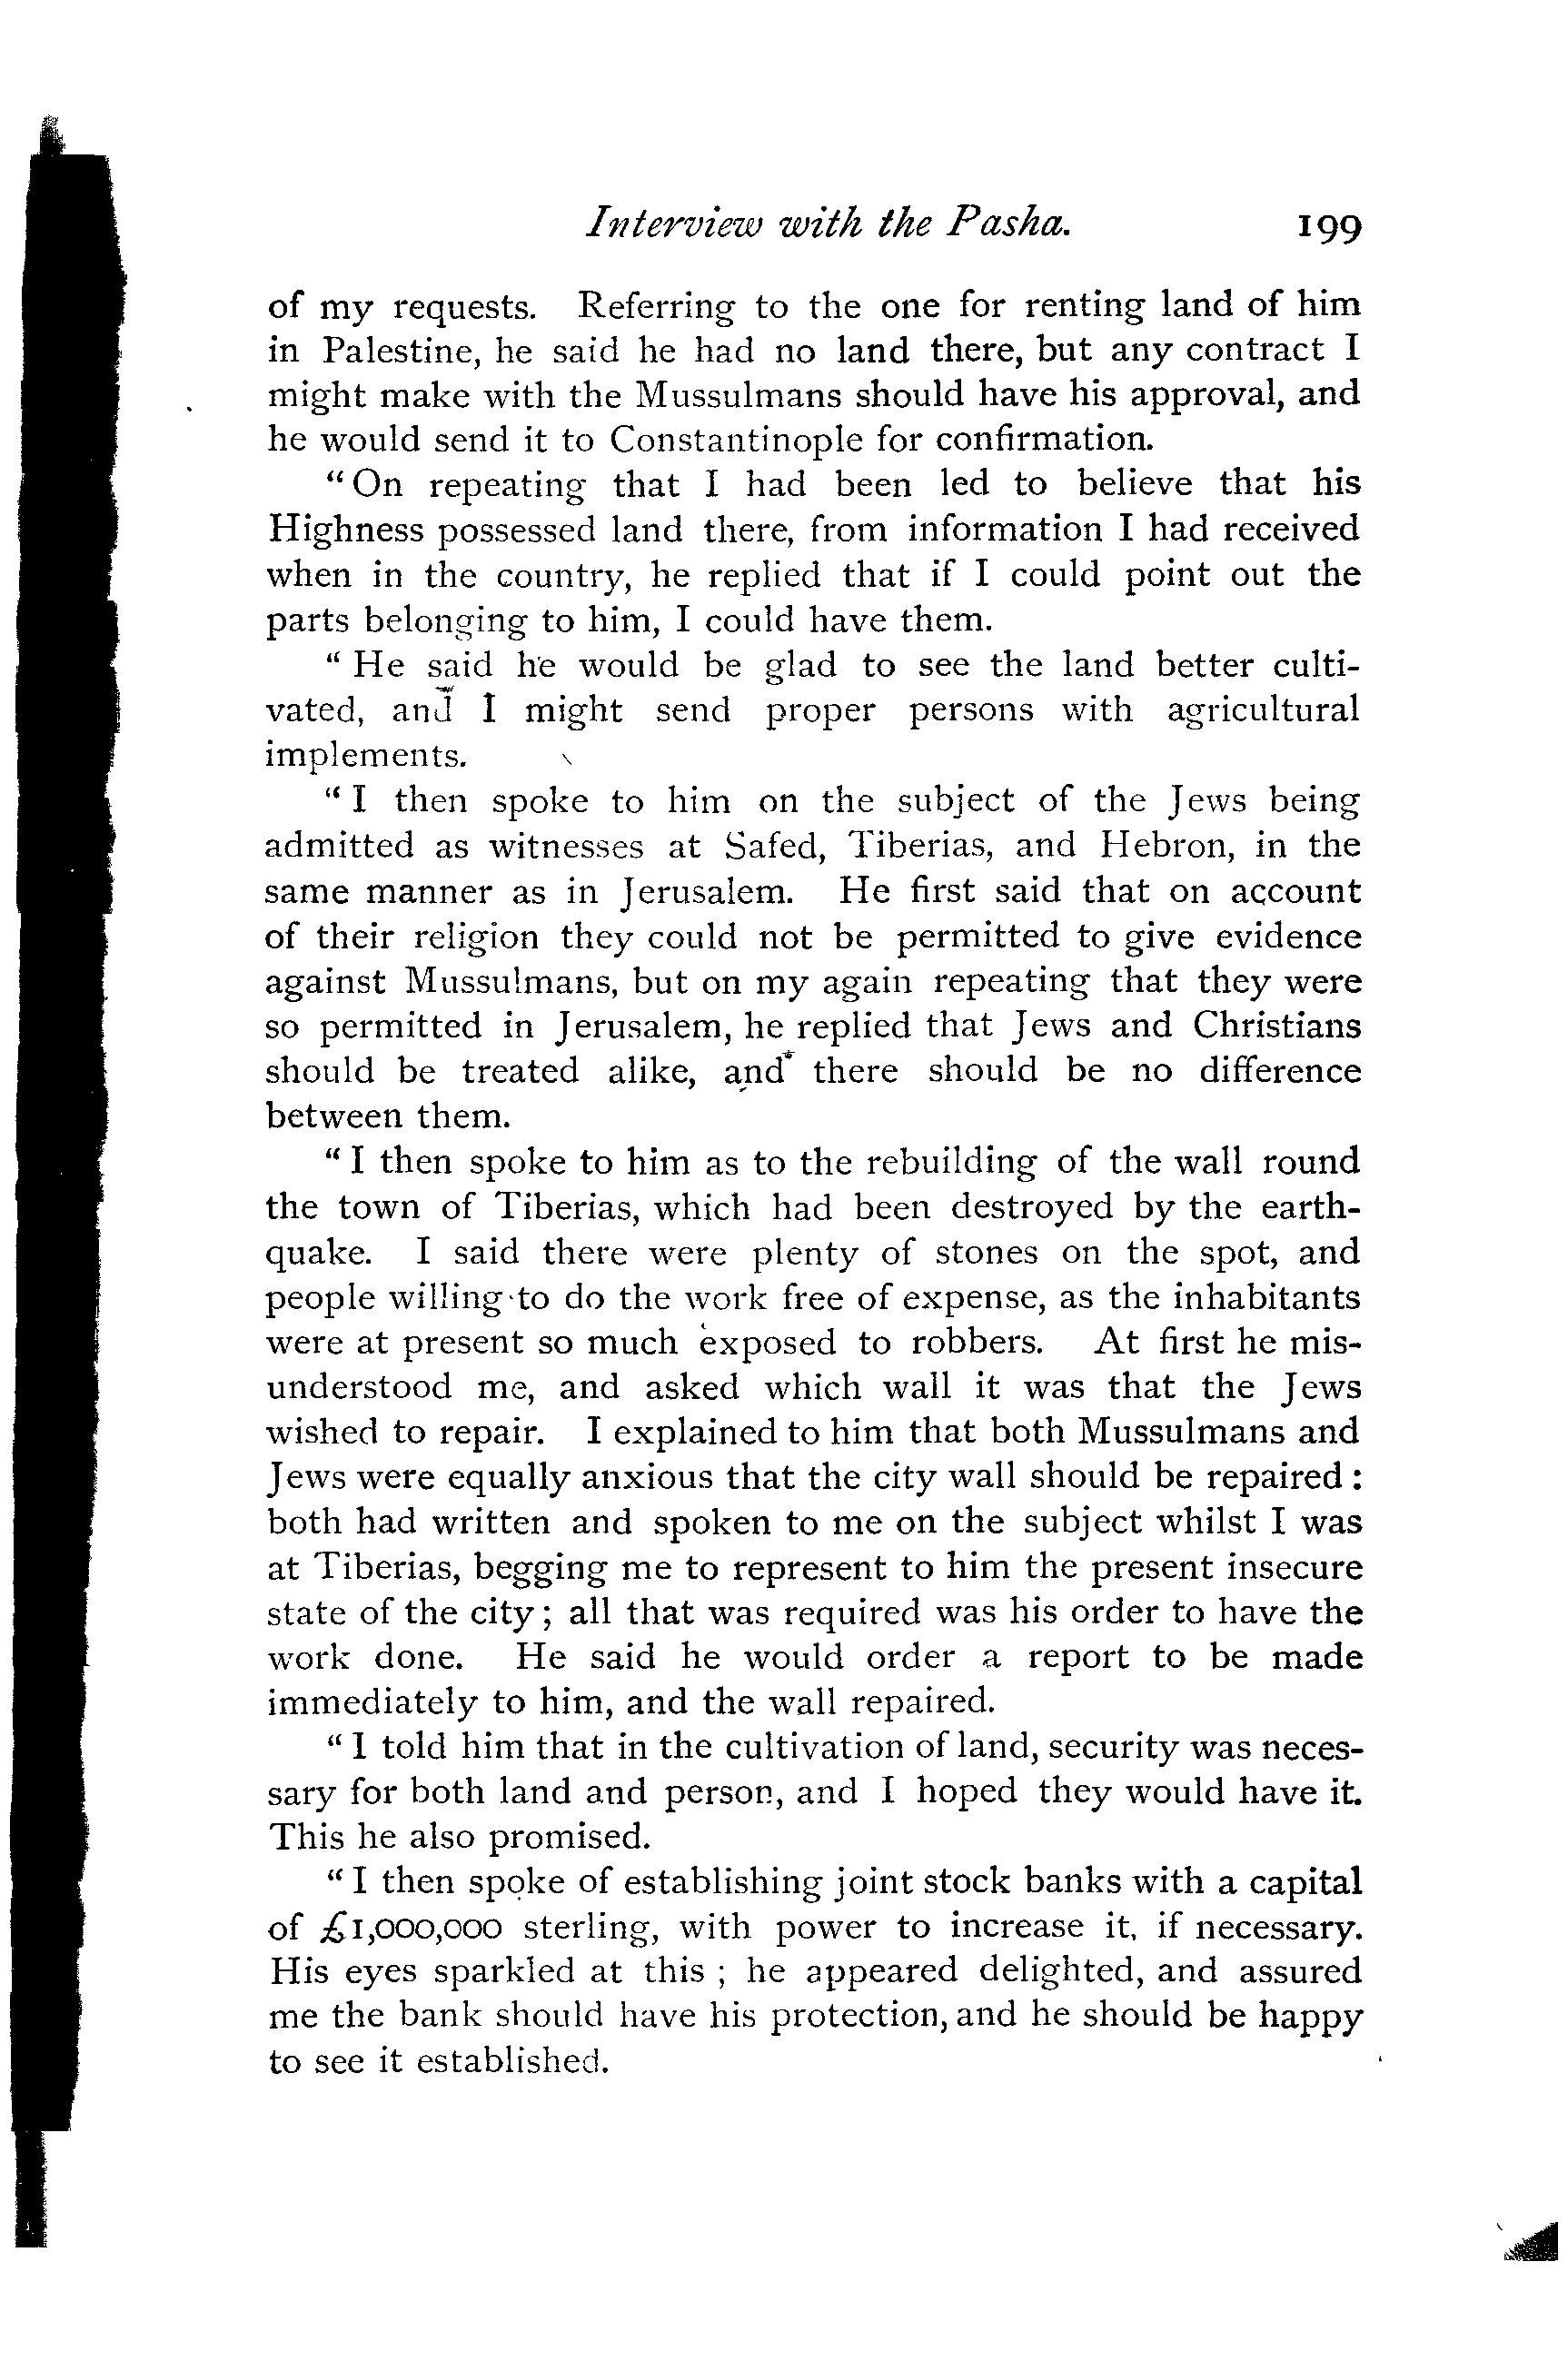 Interview with the Pasha. 199
of my requests. Referring to the one for renting land of him
in Palestine, he said he had no land there, but any contract I
might make with the Mussulmans should have his approval, and
he would send it to Constantinople for confirmation.
“On repeating that I had been led to believe that his
Highness possessed land there, from information I had received
when in the country, he replied that if I could point out the
parts belonging to him, I could have them.
“He said he would be glad to see the land better culti-
vated, and I might send proper persons with agricultural
implements.
“I then spoke to him on the subject of the Jews being
admitted as witnesses at Safed, Tiberias, and Hebron, in the
same manner as in Jerusalem. He first said that on account
of their religion they could not be permitted to give evidence
against Mussulmans, but on my again repeating that they were
so permitted in Jerusalem, he replied that Jews and Christians
should be treated alike, and there should be no difference
between them.
“I then spoke to him as to the rebuilding of the wall round
the town of Tiberias, which had been destroyed by the earth-
quake. I said there were plenty of stones on the spot, and
people willing to do the work free of expense, as the inhabitants
were at present so much exposed to robbers. At first he mis-
understood me, and asked which wall it was that the Jews
wished to repair. I explained to him that both Mussulmans and
Jews were equally anxious that the city wall should be repaired :
both had written and spoken to me on the subject whilst I was
at Tiberias, begging me to represent to him the present insecure
state of the city ; all that was required was his order to have the
work done. He said he would order a report to be made
immediately to him, and the wall repaired.
“I told him that in the cultivation of land, security was neces-
sary for both land and person, and I hoped they would have it.
This he also promised.
“I then spoke of establishing joint stock banks with a capital
of £1,000,000 sterling, with power to increase it, if necessary.
His eyes sparkled at this ; he appeared delighted, and assured
me the bank should have his protection, and he should be happy
to see it established.